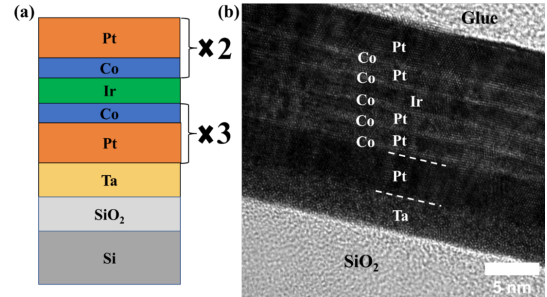 (a)
Pt
Co
×2
Ir
Co
Pt
×3
Ta
SiO₂
Si
(b)
Glue
Pt
Co
Co
Pt
Co
Ir
Co
Pt
Co
Pt
Pt
Ta
SiO₂
5 nm